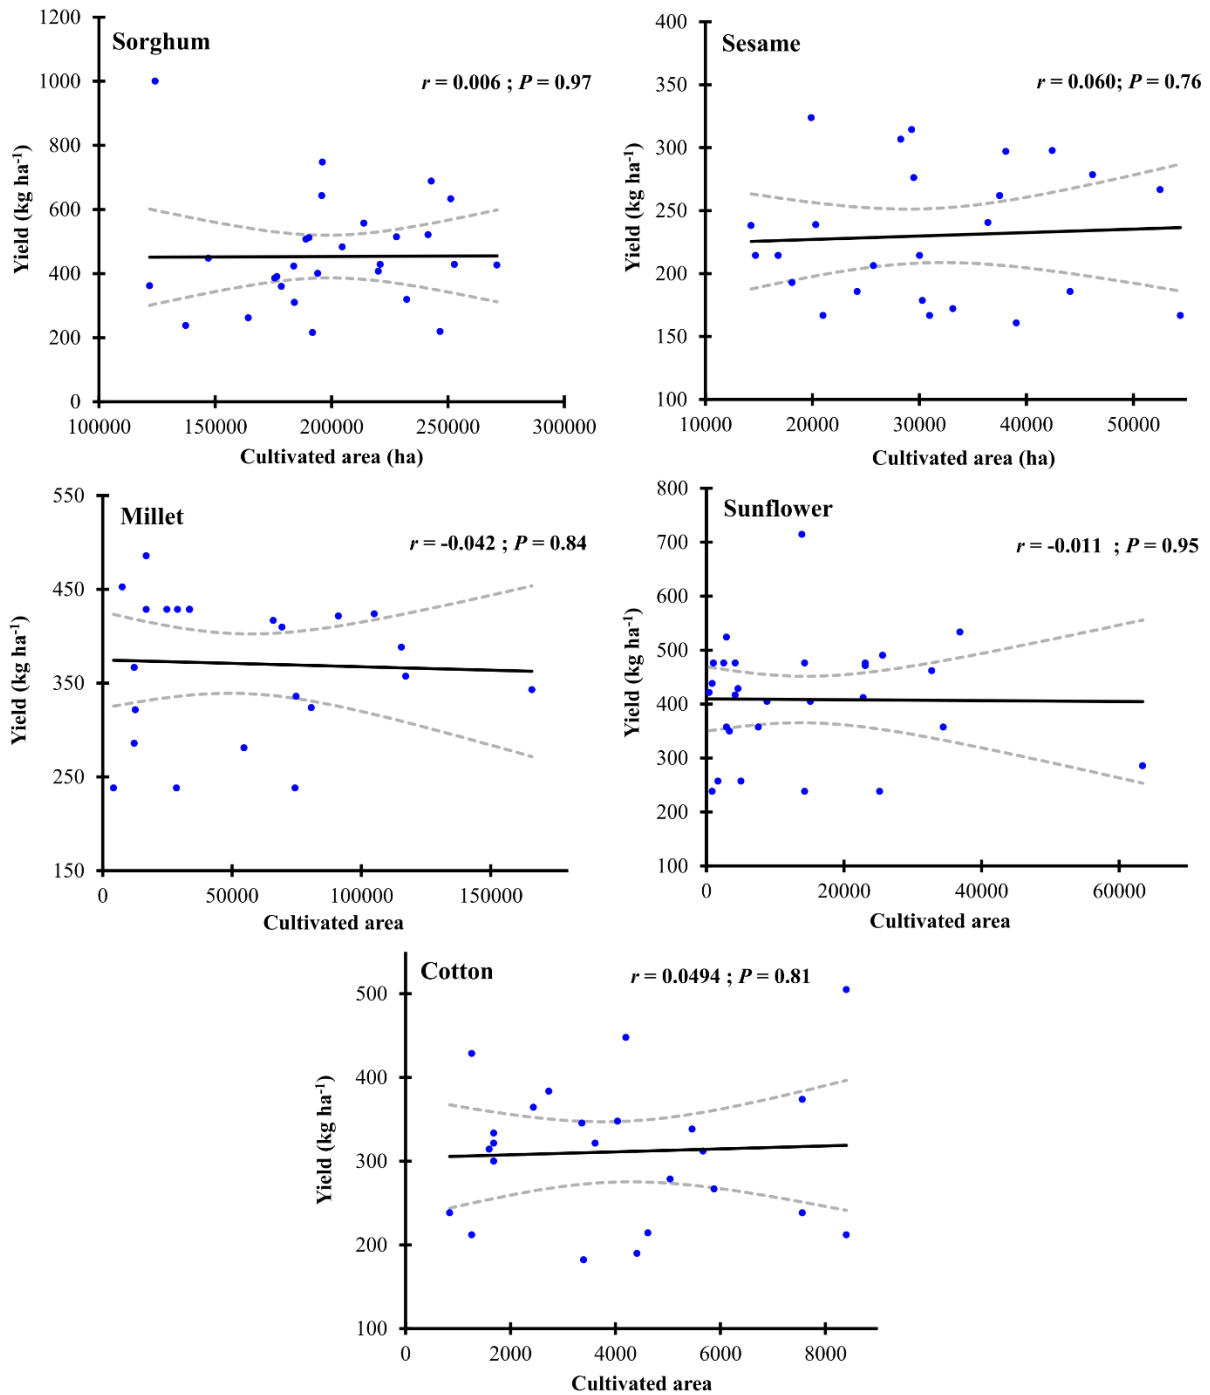 Sorghum
r = 0.006 ; P = 0.97
Yield (kg ha⁻¹)
1200
1000
800
600
400
200
0
100000 150000 200000 250000 300000
Cultivated area (ha)
Sesame
r = 0.060; P = 0.76
Yield (kg ha⁻¹)
400
350
300
250
200
150
100
10000 20000 30000 40000 50000
Cultivated area (ha)
Millet
r = -0.042 ; P = 0.84
Yield (kg ha⁻¹)
550
450
350
250
150
0 50000 100000 150000
Cultivated area
Sunflower
r = -0.011 ; P = 0.95
Yield (kg ha⁻¹)
800
700
600
500
400
300
200
100
0 20000 40000 60000
Cultivated area
Cotton
r = 0.0494 ; P = 0.81
Yield (kg ha⁻¹)
500
400
300
200
100
0 2000 4000 6000 8000
Cultivated area